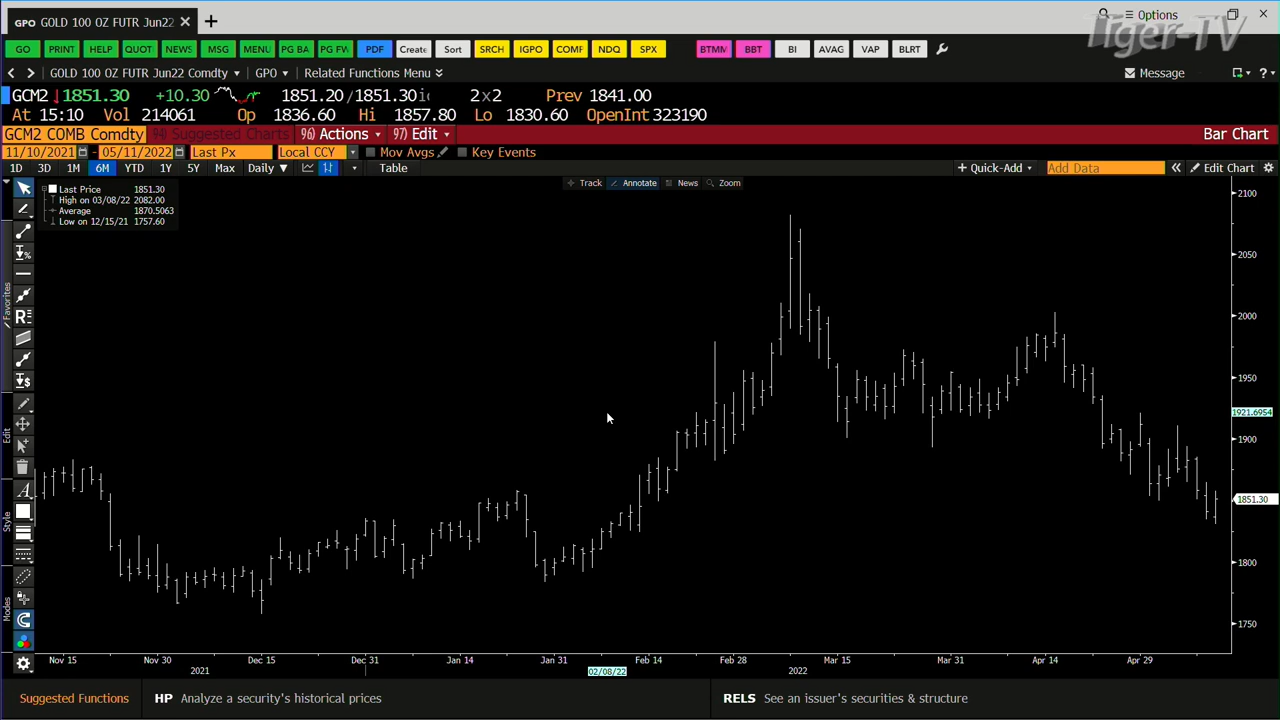 GPO GOLD 100 OZ FUTR Jun22
Options
Tiger-TV
GO PRINT HELP QUOT NEWS MSG MENU PG BA PG FW PDF Create Sort SRCH IGPO COMF NDQ SPX BTMM BBT BI AVAG VAP BLRT
GOLD 100 OZ FUTR Jun22 Comdty GPO Related Functions Menu Message
GCM2 1851.30 +10.30 1851.20/1851.30 2x2 Prev 1841.00
At 15:10 Vol 214061 Op 1836.60 Hi 1857.80 Lo 1830.60 OpenInt 323190
GCM2 COMB Comdty 94) Suggested Charts 96) Actions 97) Edit Bar Chart
11/10/2021 - 05/11/2022 Last Px Local CCY Mov Avgs Key Events
1D 3D 1M 6M YTD 1Y 5Y Max Daily Table + Quick-Add Add Data Edit Chart
Track Annotate News Zoom
Last Price 1851.30
High on 03/08/22 2082.00
Average 1870.5063
Low on 12/15/21 1757.60
Favorites
Edit
Style
Modes
2100
2050
2000
1950
1921.6954
1900
1851.30
1800
1750
Nov 15 Nov 30 Dec 15 Dec 31 Jan 14 Jan 31 02/08/22 Feb 14 Feb 28 Mar 15 Mar 31 Apr 14 Apr 29
2021 2022
Suggested Functions HP Analyze a security's historical prices RELS See an issuer's securities & structure